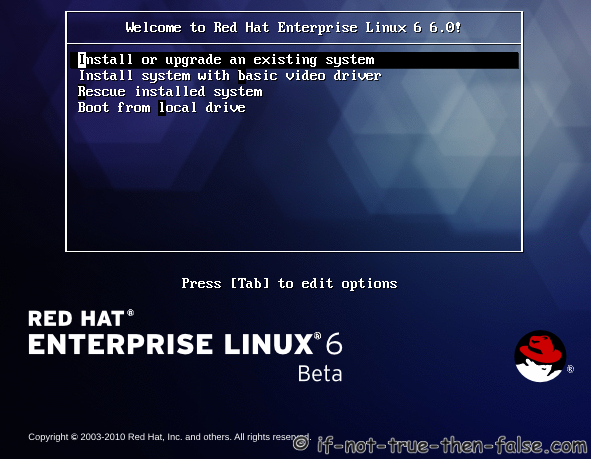 Welcome to Red Hat Enterprise Linux 6 6.0!
Install or upgrade an existing system
Install system with basic video driver
Rescue installed system
Boot from local drive
Press [Tab] to edit options
RED HAT®
ENTERPRISE LINUX® 6
Beta
®
Copyright © 2003-2010 Red Hat, Inc. and others. All rights reserved.
© if-not-true-then-false.com